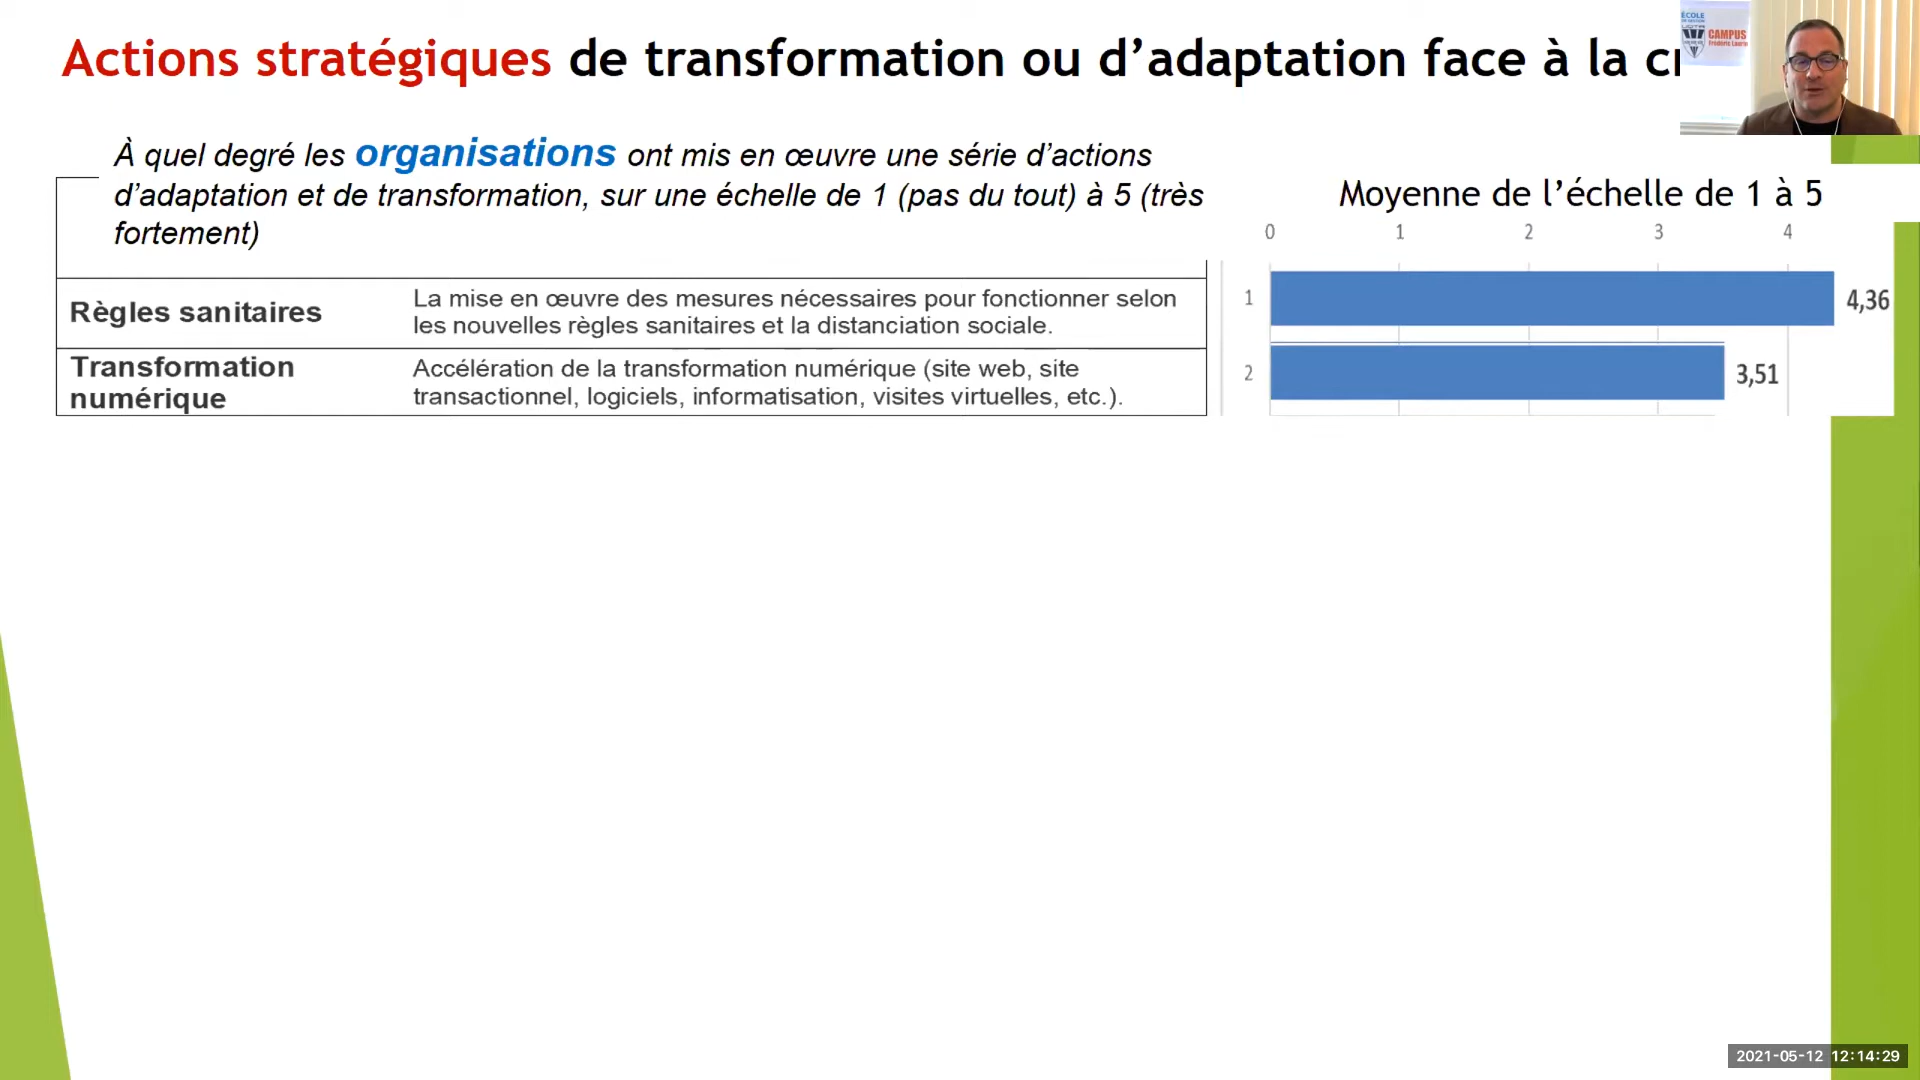 Actions stratégiques de transformation ou d’adaptation face à la
ÉCOLE
CAMPUS
Frédéric Laurin
À quel degré les organisations ont mis en œuvre une série d’actions
d’adaptation et de transformation, sur une échelle de 1 (pas du tout) à 5 (très
fortement)
Moyenne de l’échelle de 1 à 5
0 1 2 3 4
Règles sanitaires
La mise en œuvre des mesures nécessaires pour fonctionner selon
les nouvelles règles sanitaires et la distanciation sociale.
1
4,36
Transformation
numérique
Accélération de la transformation numérique (site web, site
transactionnel, logiciels, informatisation, visites virtuelles, etc.).
2
3,51
2021-05-12 12:14:29